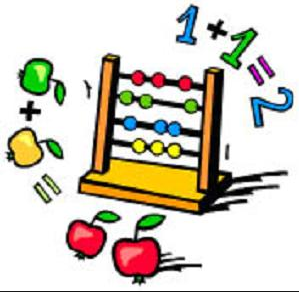 1+1=2
+
=